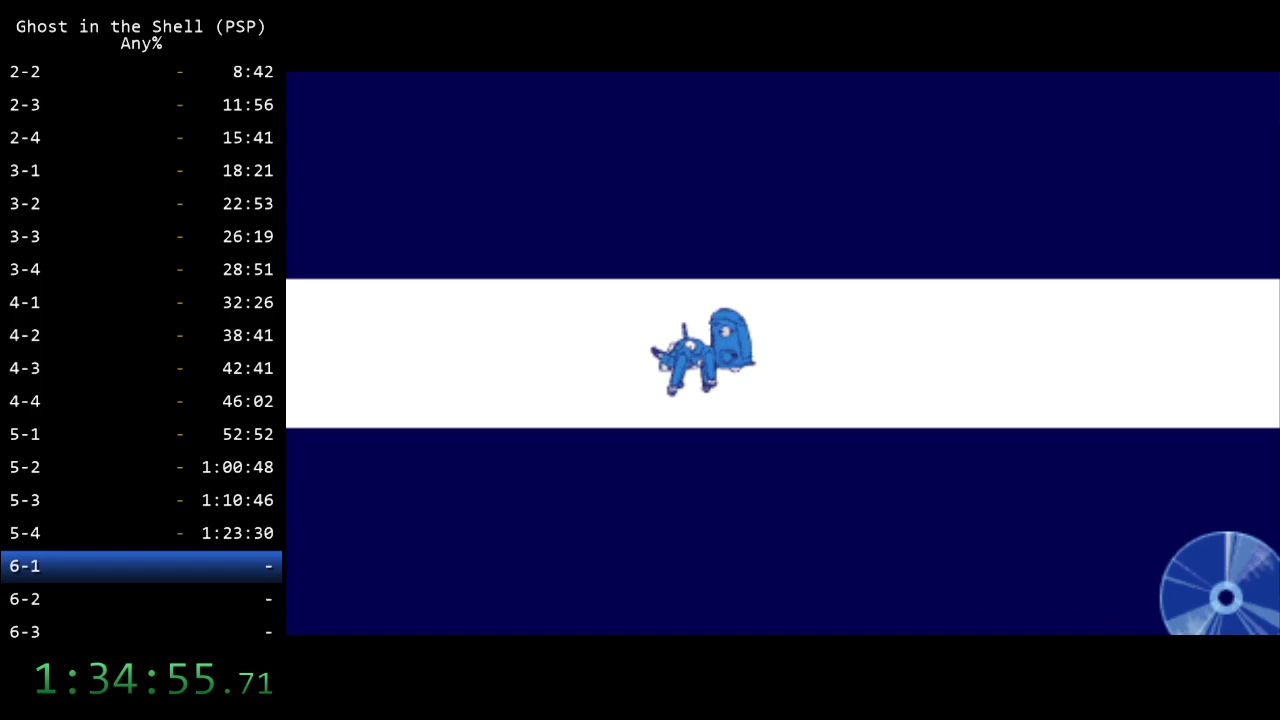 Ghost in the Shell (PSP)
Any%
2-2 - 8:42
2-3 - 11:56
2-4 - 15:41
3-1 - 18:21
3-2 - 22:53
3-3 - 26:19
3-4 - 28:51
4-1 - 32:26
4-2 - 38:41
4-3 - 42:41
4-4 - 46:02
5-1 - 52:52
5-2 - 1:00:48
5-3 - 1:10:46
5-4 - 1:23:30
6-1 -
6-2 -
6-3 -
1:34:55.71